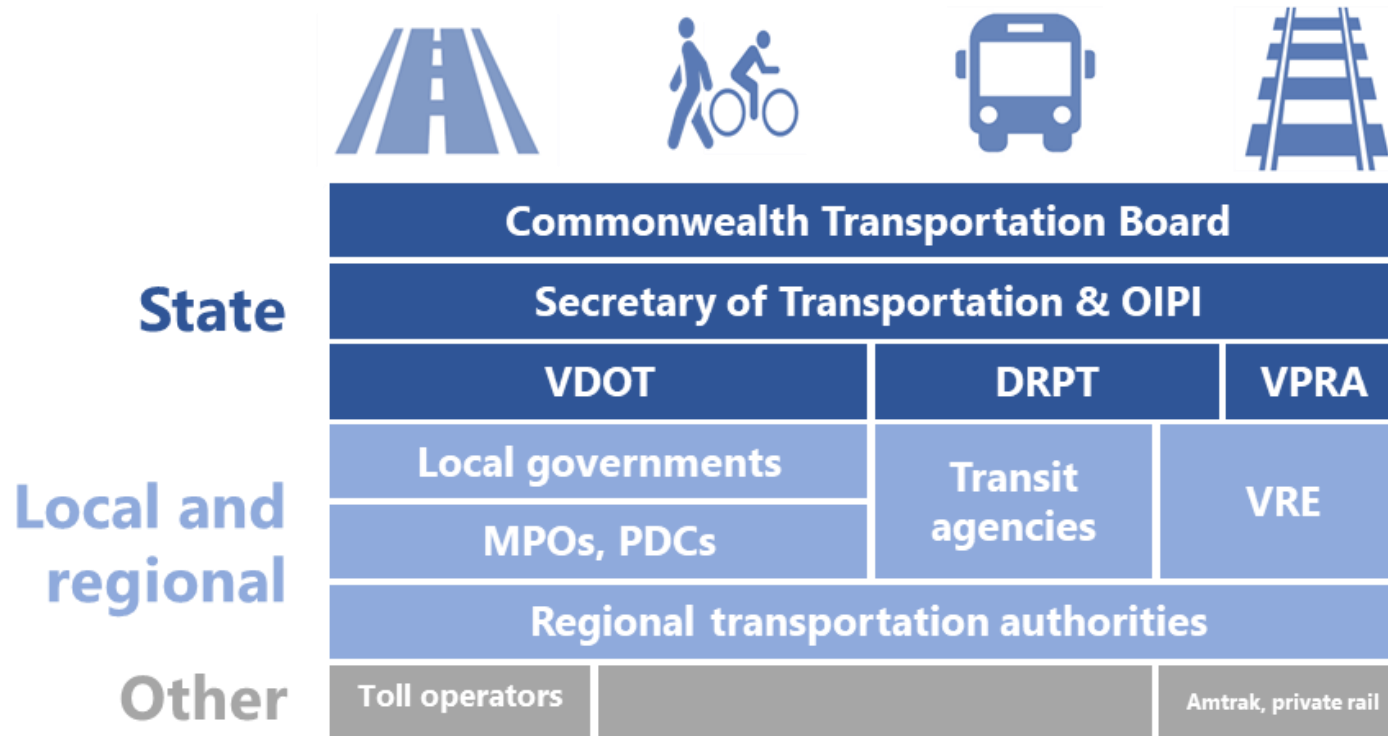 Commonwealth Transportation Board
State
Secretary of Transportation & OIPI
VDOT
DRPT
VPRA
Local and
regional
Local governments
Transit
agencies
VRE
MPOs, PDCs
Regional transportation authorities
Other
Toll operators
Amtrak, private rail